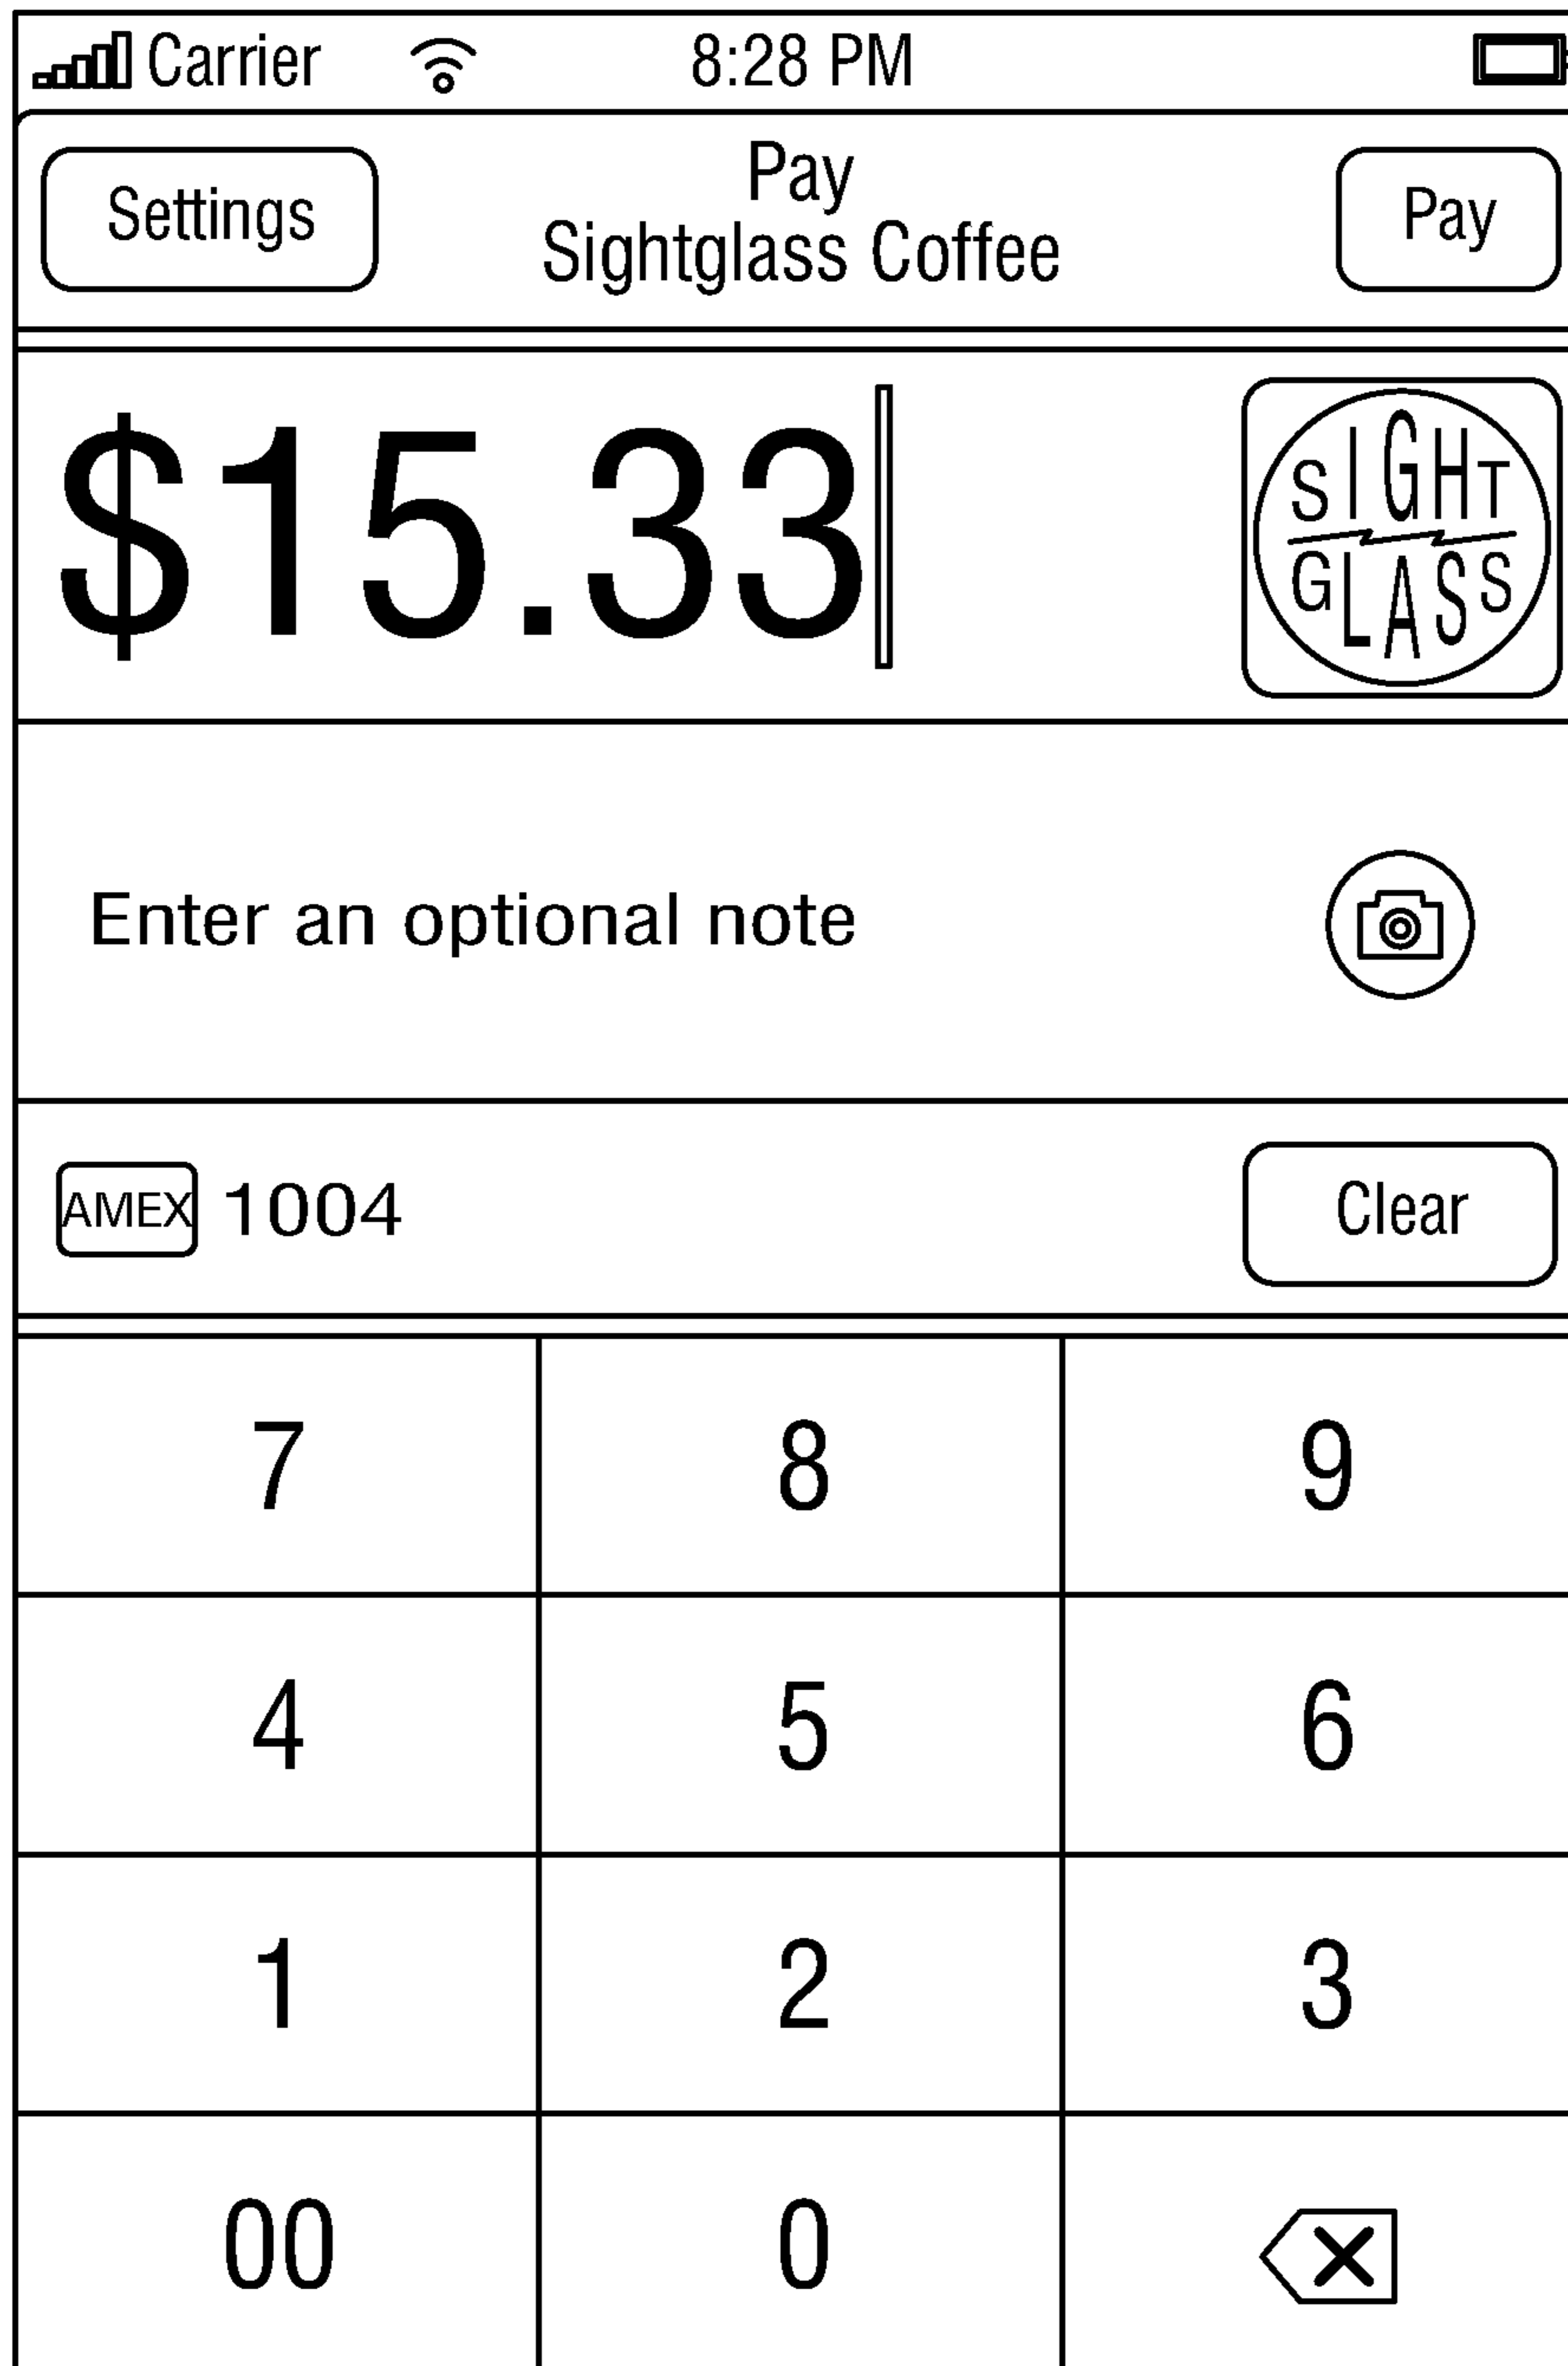 Carrier 8:28 PM
Settings
Pay
Sightglass Coffee
Pay
$15.33
SIGHT
GLASS
Enter an optional note
AMEX 1004
Clear
7 8 9
4 5 6
1 2 3
00 0